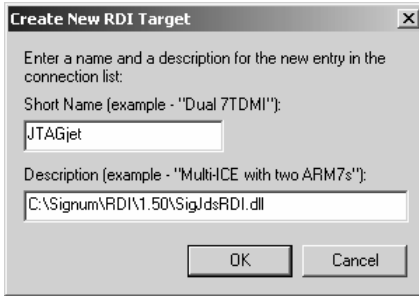 Create New RDI Target
Enter a name and a description for the new entry in the
connection list:
Short Name (example - "Dual 7TDMI"):
JTAGjet
Description (example - "Multi-ICE with two ARM7s"):
C:\Signum\RDI\1.50\SigJdsRDI.dll
OK Cancel